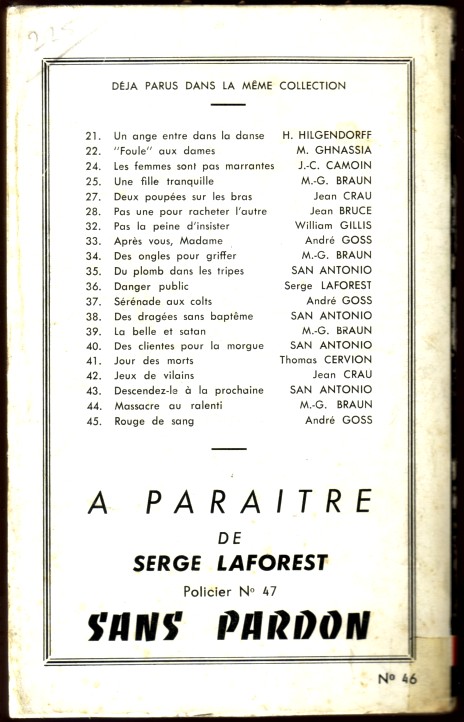 225
DÉJA PARUS DANS LA MÊME COLLECTION
21. Un ange entre dans la danse H. HILGENDORFF
22. "Foule" aux dames M. GHNASSIA
24. Les femmes sont pas marrantes J.-C. CAMOIN
25. Une fille tranquille M.-G. BRAUN
27. Deux poupées sur les bras Jean CRAU
28. Pas une pour racheter l'autre Jean BRUCE
32. Pas la peine d'insister William GILLIS
33. Après vous, Madame André GOSS
34. Des ongles pour griffer M.-G. BRAUN
35. Du plomb dans les tripes SAN ANTONIO
36. Danger public Serge LAFOREST
37. Sérénade aux colts André GOSS
38. Des dragées sans baptême SAN ANTONIO
39. La belle et satan M.-G. BRAUN
40. Des clientes pour la morgue SAN ANTONIO
41. Jour des morts Thomas CERVION
42. Jeux de vilains Jean CRAU
43. Descendez-le à la prochaine SAN ANTONIO
44. Massacre au ralenti M.-G. BRAUN
45. Rouge de sang André GOSS
A PARAITRE
DE
SERGE LAFOREST
Policier Nº 47
SANS PARDON
Nº 46